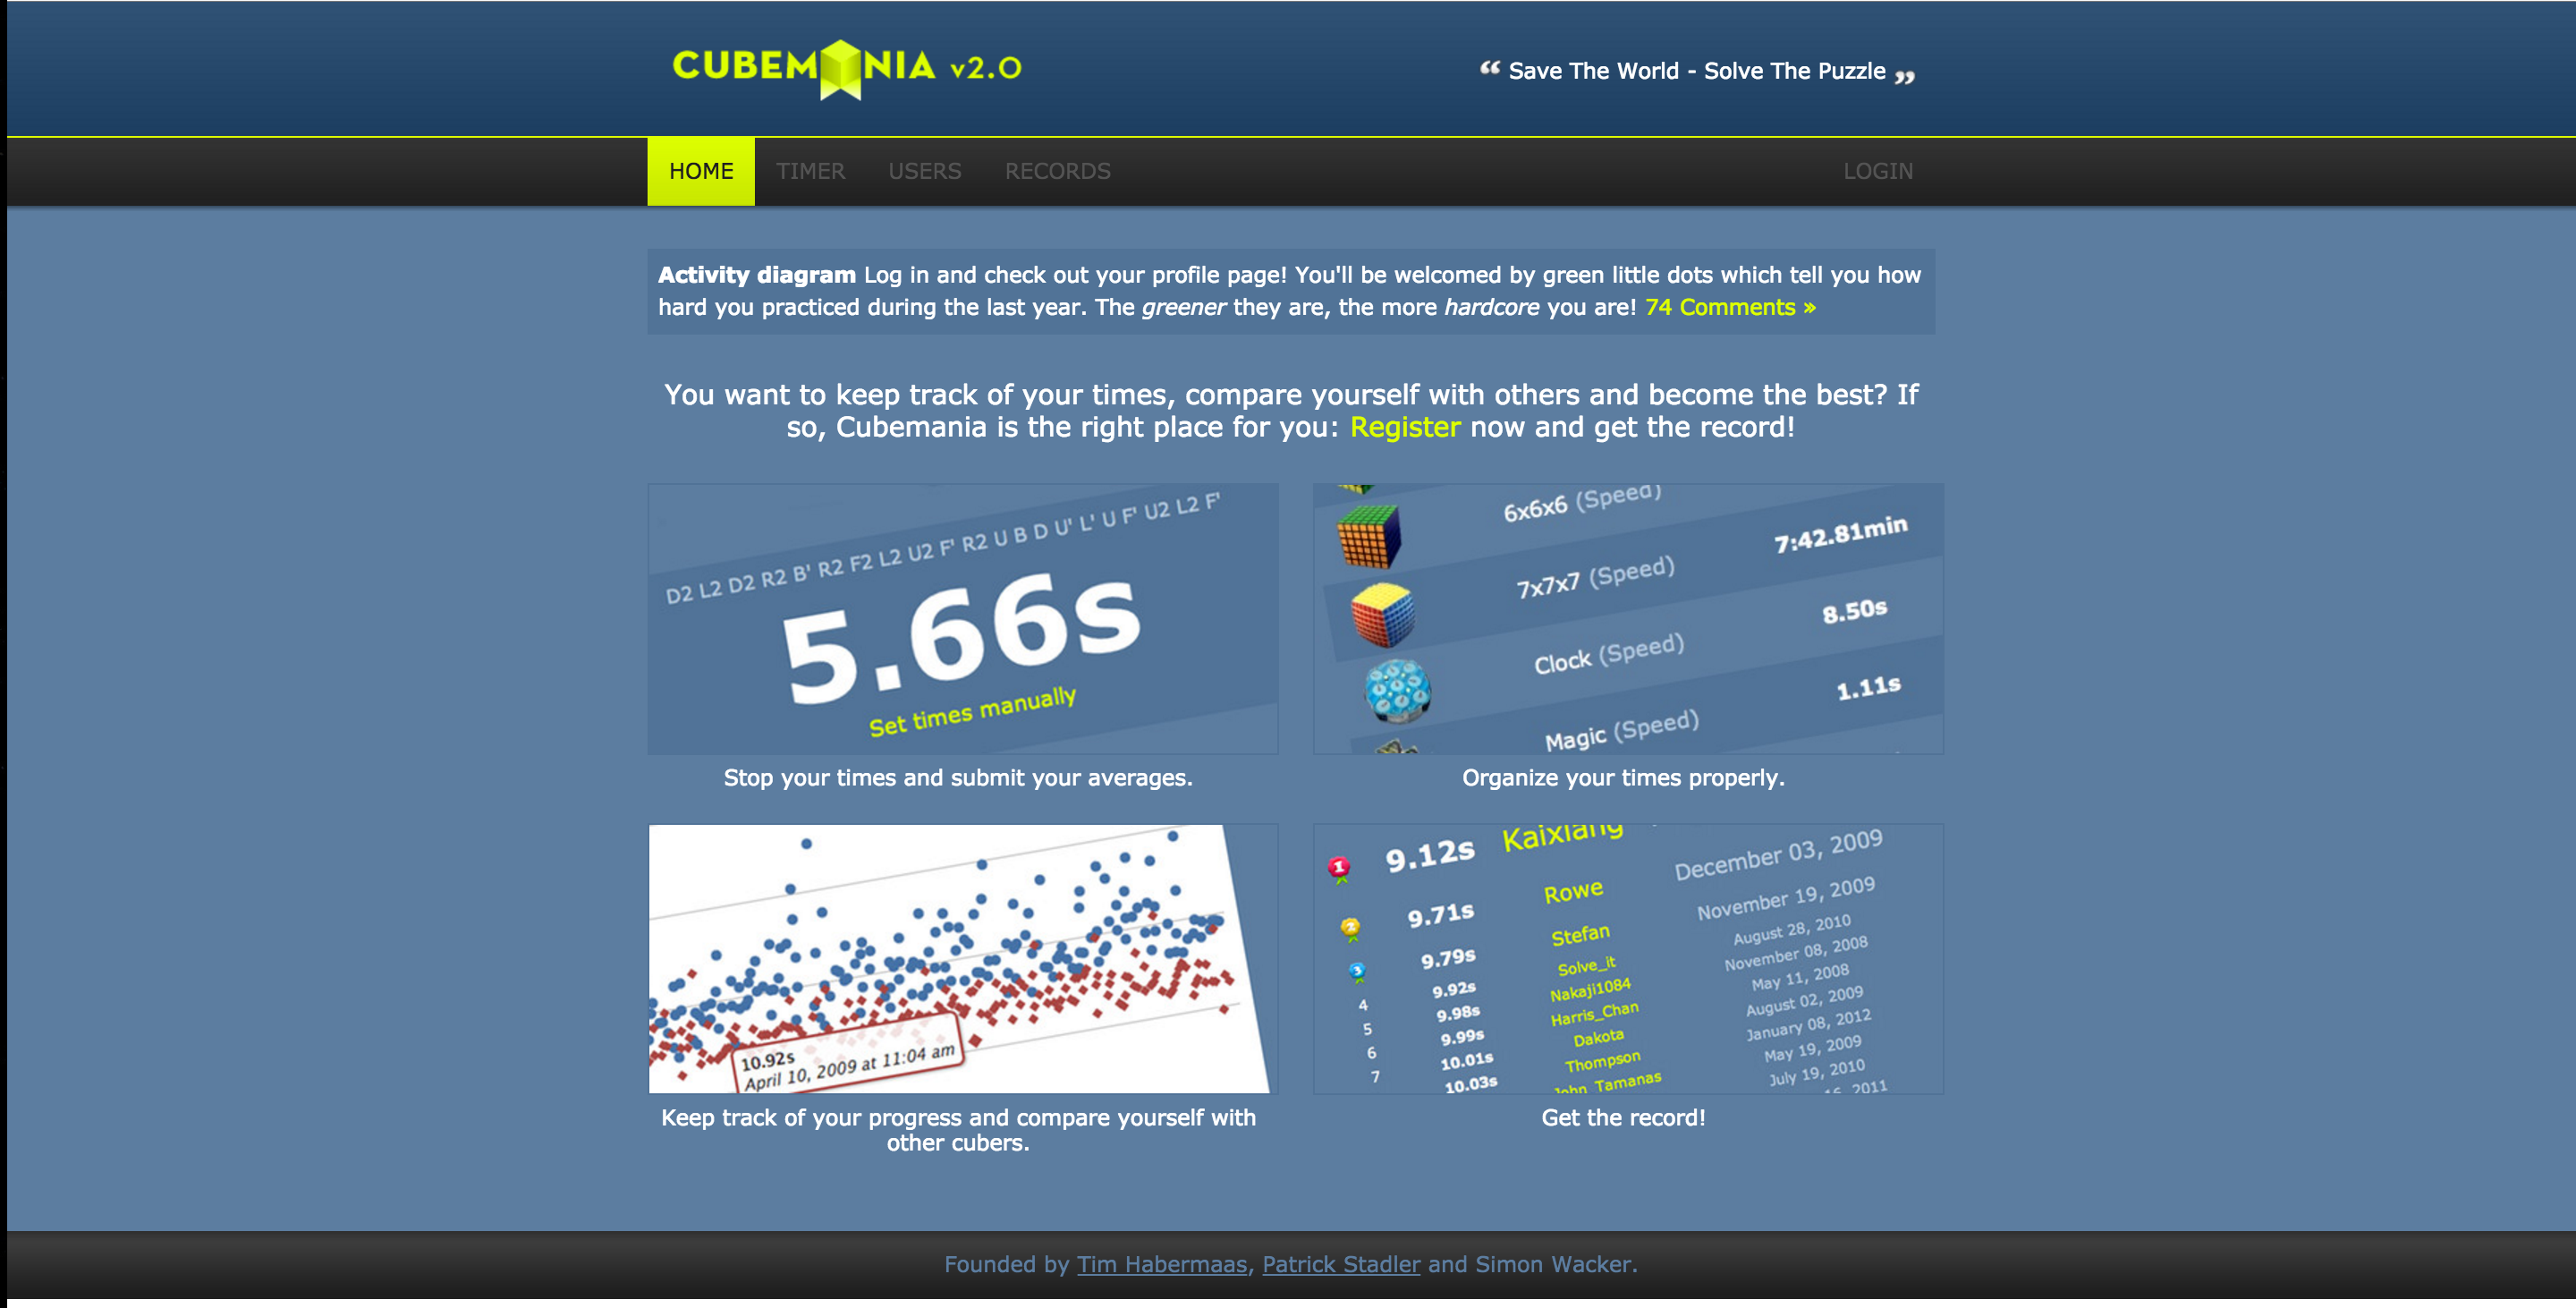 CUBEMANIA v2.0
“ Save The World - Solve The Puzzle ”
HOME TIMER USERS RECORDS LOGIN
Activity diagram Log in and check out your profile page! You'll be welcomed by green little dots which tell you how
hard you practiced during the last year. The greener they are, the more hardcore you are! 74 Comments »
You want to keep track of your times, compare yourself with others and become the best? If
so, Cubemania is the right place for you: Register now and get the record!
D2 L2 D2 R2 B' R2 F2 L2 U2 F' R2 U B D U' L' U F' U2 L2 F'
5.66s
Set times manually
Stop your times and submit your averages.
6x6x6 (Speed)
7:42.81min
7x7x7 (Speed)
8.50s
Clock (Speed)
1.11s
Magic (Speed)
Organize your times properly.
10.92s
April 10, 2009 at 11:04 am
Keep track of your progress and compare yourself with
other cubers.
1 9.12s Kaixiang December 03, 2009
2 9.71s Rowe November 19, 2009
3 9.79s Stefan August 28, 2010
4 9.92s Solve_it November 08, 2008
5 9.98s Nakaji1084 May 11, 2008
6 9.99s Harris_Chan August 02, 2009
7 10.01s Dakota January 08, 2012
10.03s Thompson May 19, 2009
John_Tamanas July 19, 2010
16, 2011
Get the record!
Founded by Tim Habermaas, Patrick Stadler and Simon Wacker.